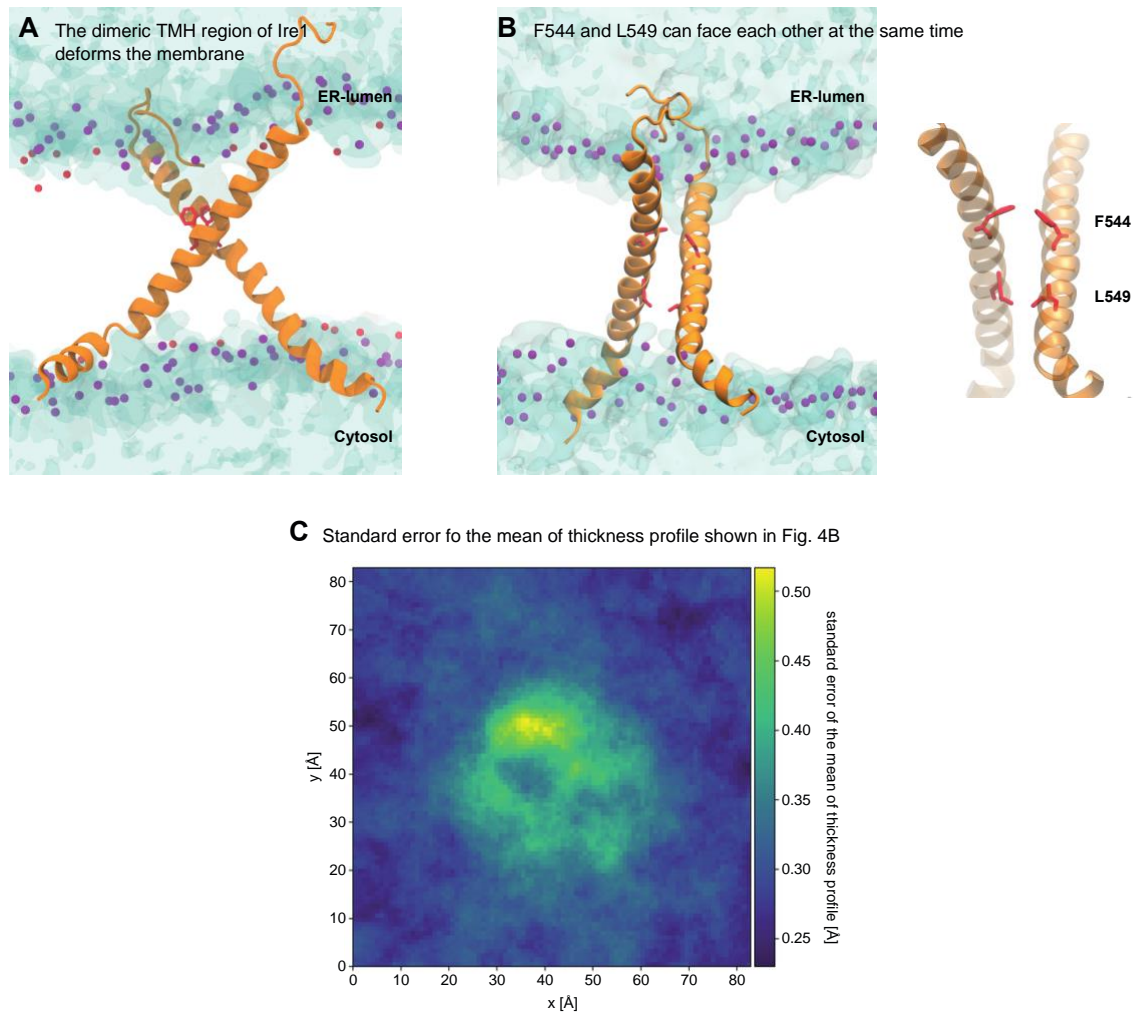 A The dimeric TMH region of Ire1
deforms the membrane
ER-lumen
Cytosol
B F544 and L549 can face each other at the same time
ER-lumen
Cytosol
F544
L549
C Standard error fo the mean of thickness profile shown in Fig. 4B
80
70
60
50
40
30
20
10
0
y [Å]
0 10 20 30 40 50 60 70 80
x [Å]
0.50
0.45
0.40
0.35
0.30
0.25
standard error of the mean of thickness profile [Å]